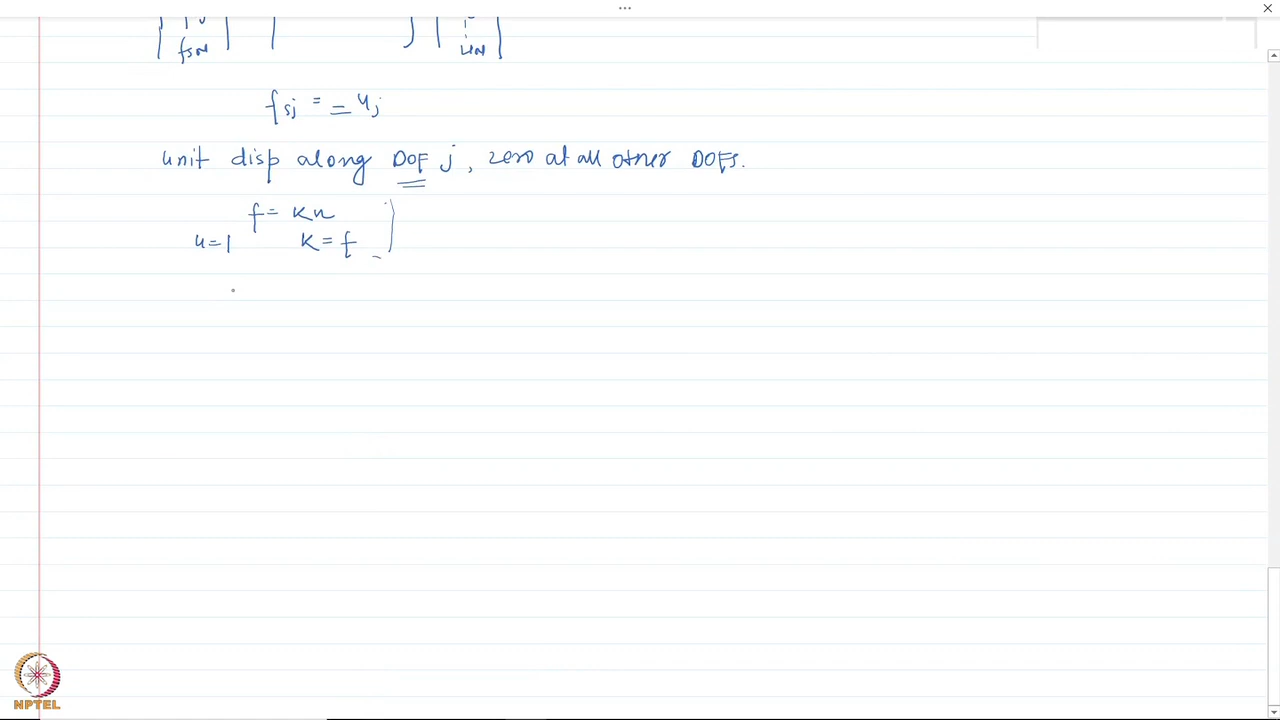 fsN uN
fsj = = uj
unit disp along DOF j, zero at all other DOFs.
f = Ku
u=1 K = f
NPTEL